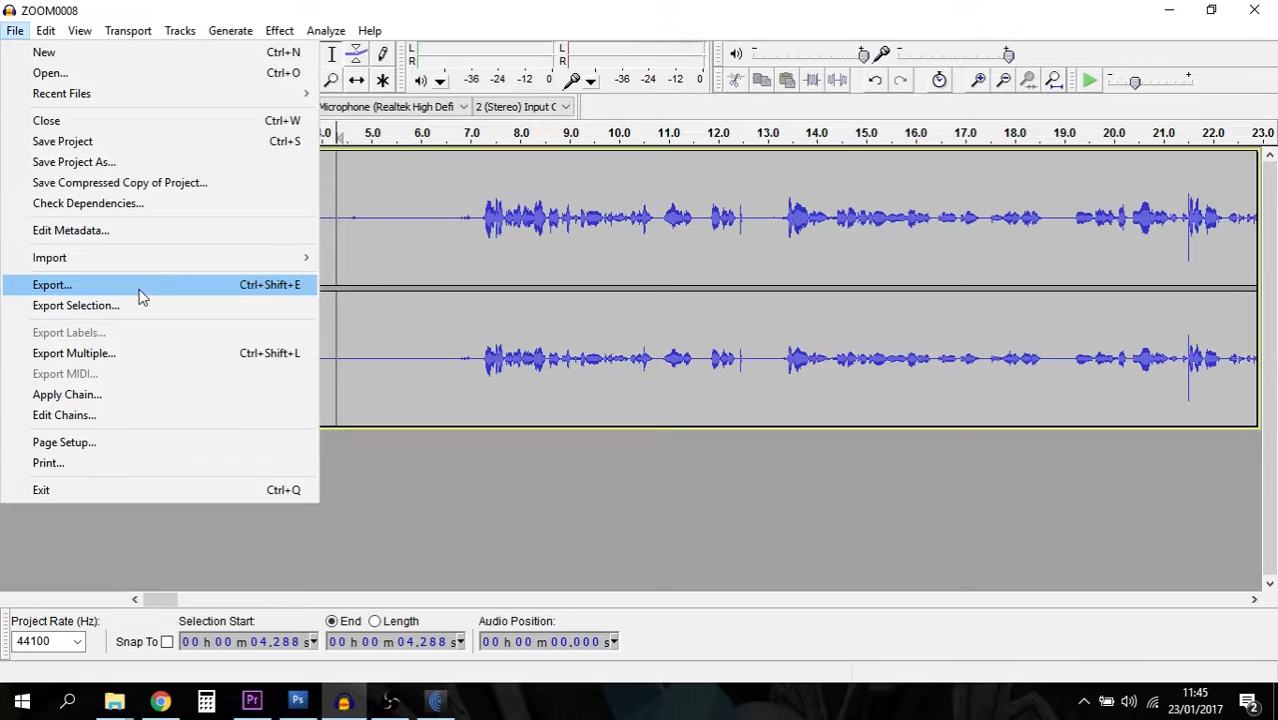 ZOOM0008
File Edit View Transport Tracks Generate Effect Analyze Help
New Ctrl+N
Open... Ctrl+O
Recent Files
Close Ctrl+W
Save Project Ctrl+S
Save Project As...
Save Compressed Copy of Project...
Check Dependencies...
Edit Metadata...
Import
Export... Ctrl+Shift+E
Export Selection...
Export Labels...
Export Multiple... Ctrl+Shift+L
Export MIDI...
Apply Chain...
Edit Chains...
Page Setup...
Print...
Exit Ctrl+Q
L
R
-36 -24 -12 0
L
R
-36 -24 -12 0
Microphone (Realtek High Defi 2 (Stereo) Input C
4.0 5.0 6.0 7.0 8.0 9.0 10.0 11.0 12.0 13.0 14.0 15.0 16.0 17.0 18.0 19.0 20.0 21.0 22.0 23.0
Project Rate (Hz): Selection Start: End Length Audio Position:
44100 Snap To 00 h 00 m 04.288 s 00 h 00 m 04.288 s 00 h 00 m 00.000 s
Pr Ps
11:45
23/01/2017
2